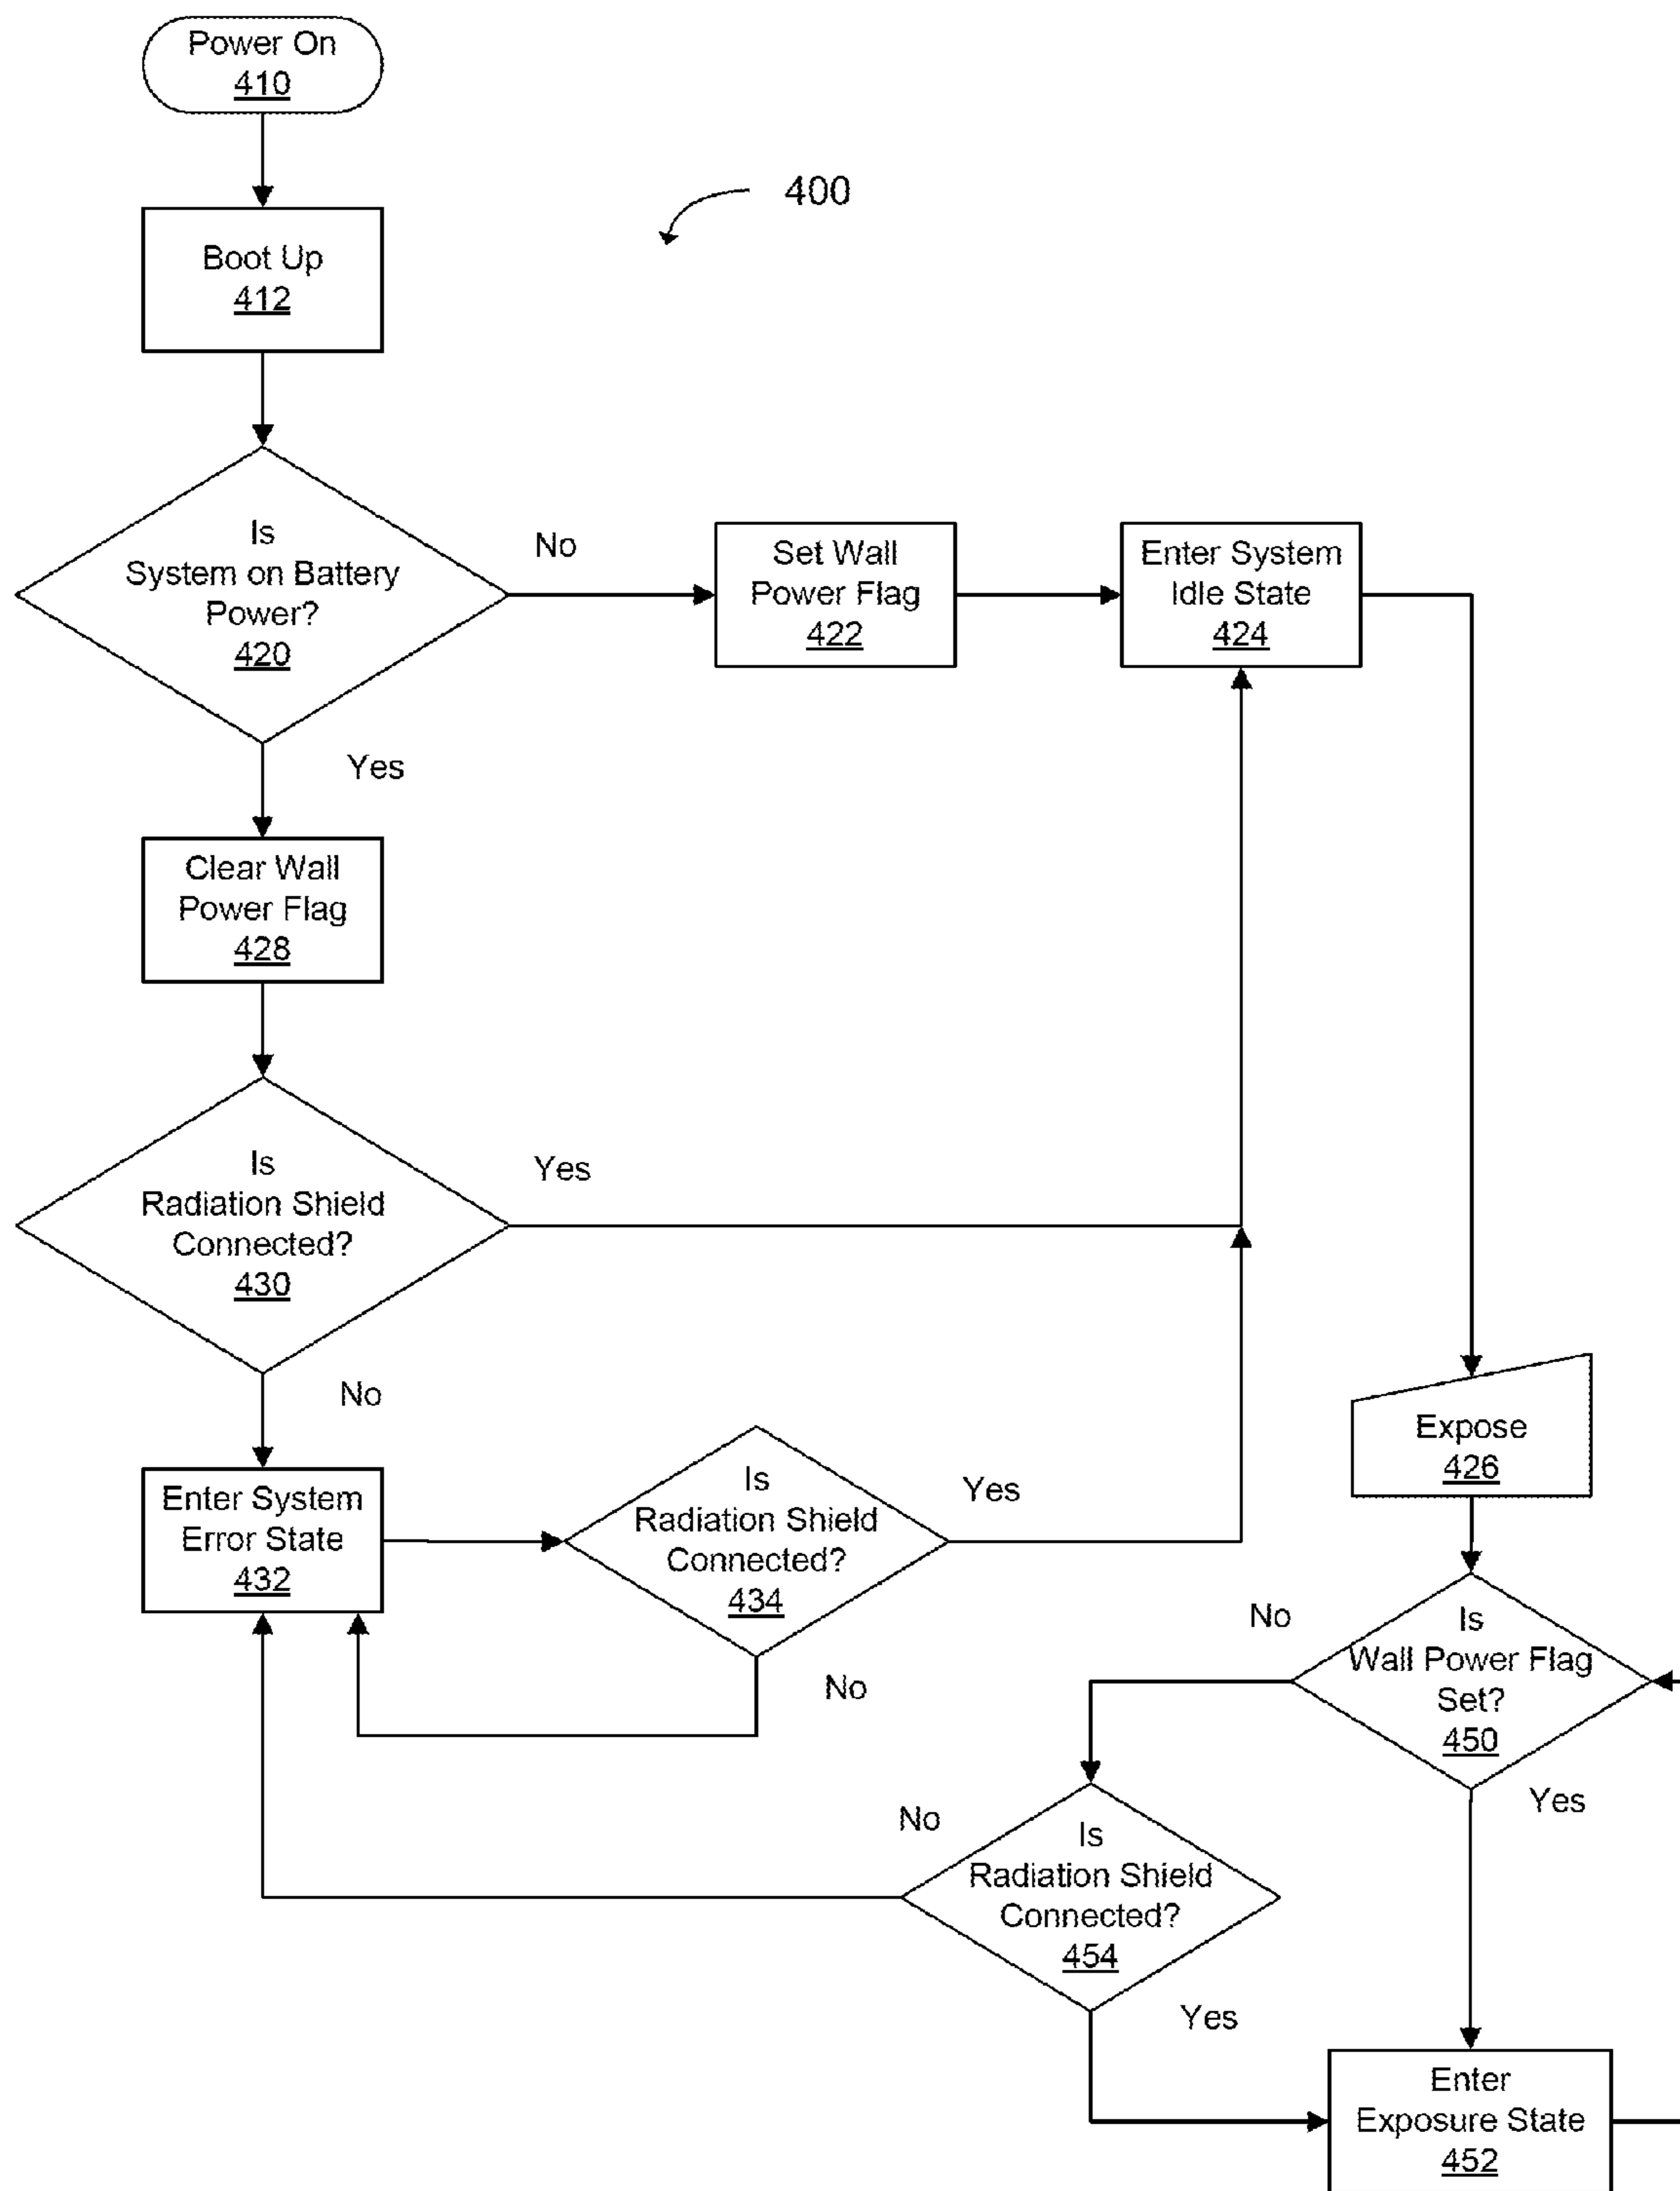 Power On
410
400
Boot Up
412
Is
System on Battery
Power?
420
No
Yes
Set Wall
Power Flag
422
Enter System
Idle State
424
Clear Wall
Power Flag
428
Is
Radiation Shield
Connected?
430
Yes
No
Enter System
Error State
432
Is
Radiation Shield
Connected?
434
Yes
No
Expose
426
Is
Wall Power Flag
Set?
450
No
Yes
Is
Radiation Shield
Connected?
454
No
Yes
Enter
Exposure State
452